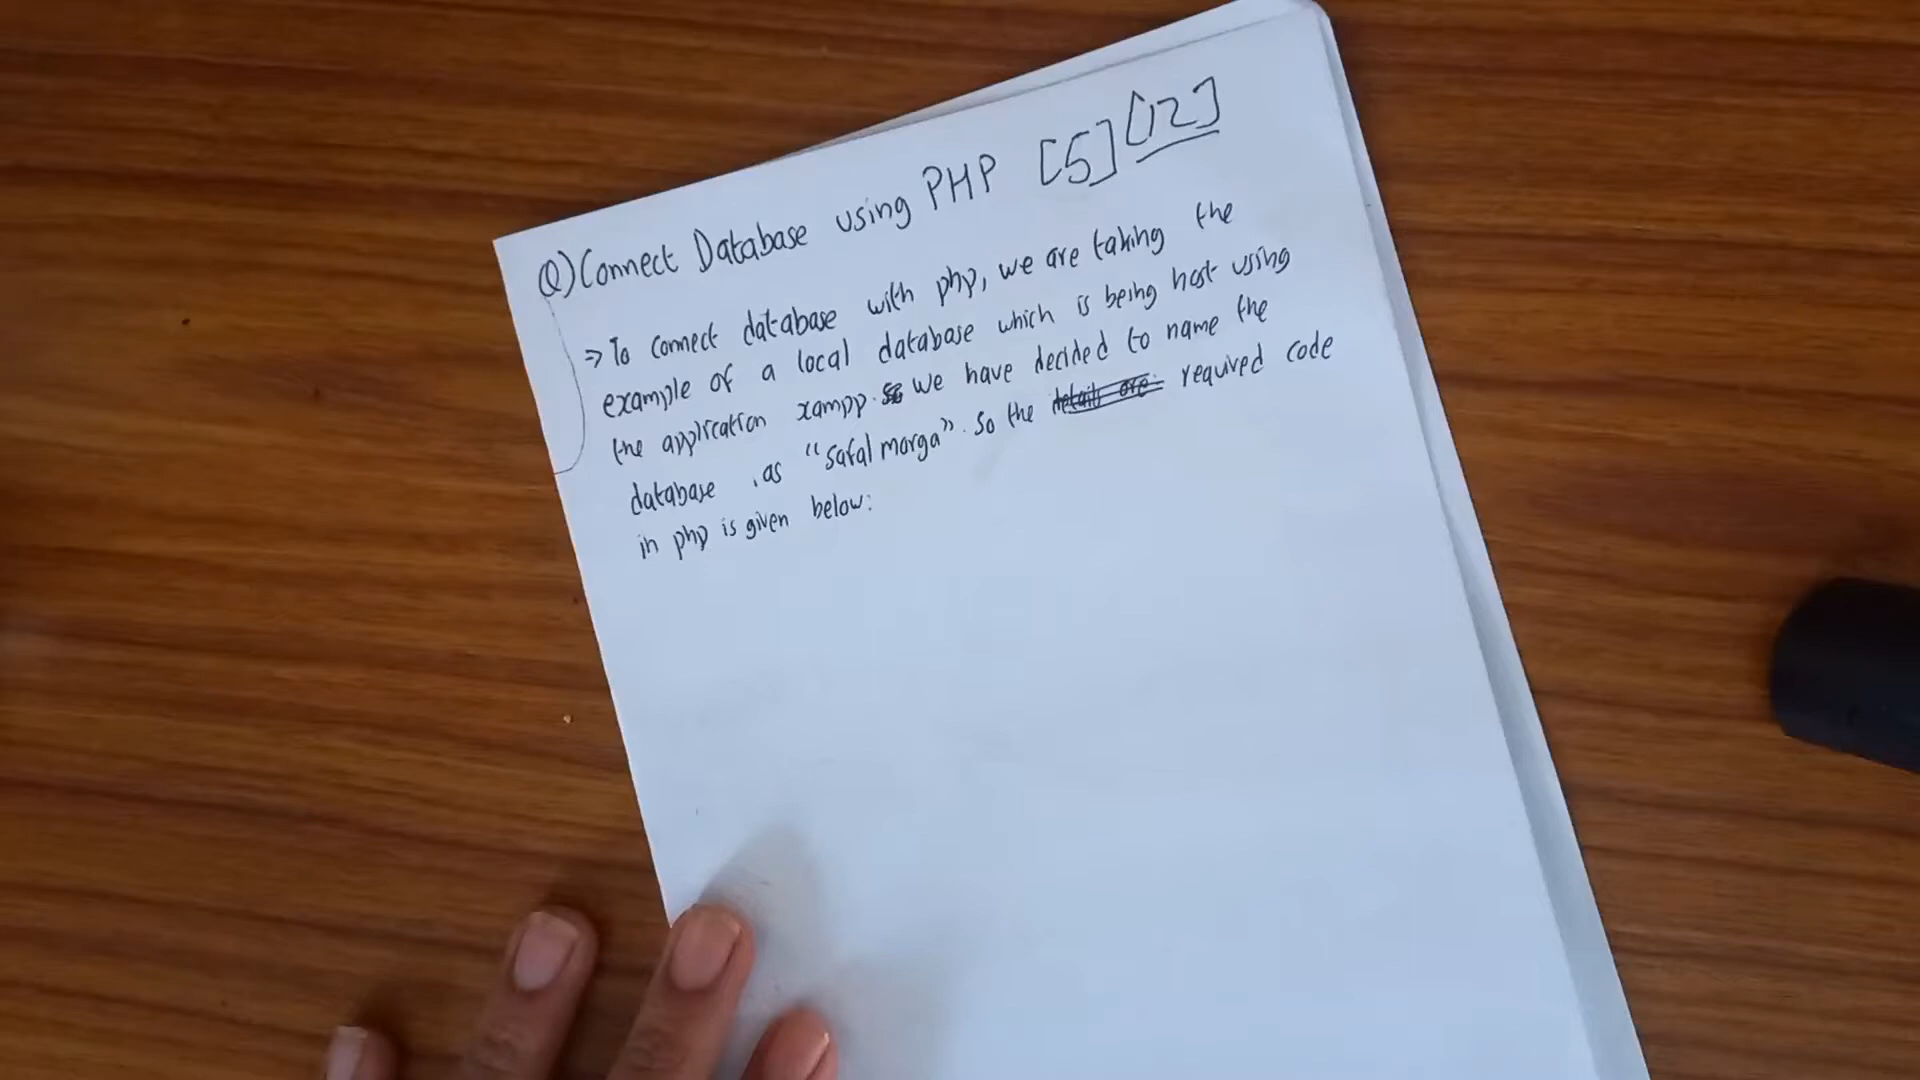 Q) Connect Database using PHP [5] [12]
⇒ To connect database with php, we are taking the
example of a local database which is being host using
the application xampp. We have decided to name the
database as "safal marga". So the required code
in php is given below: